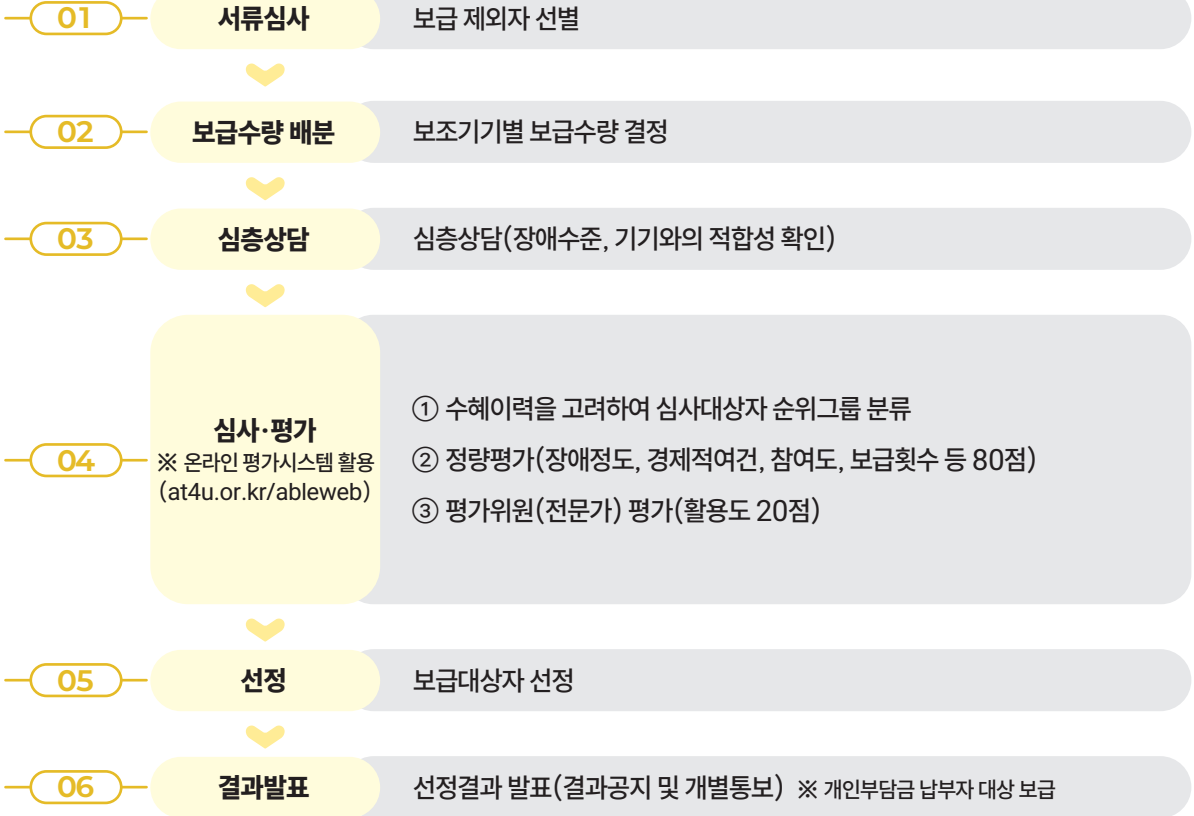 01 서류심사 보급 제외자 선별
02 보급수량 배분 보조기기별 보급수량 결정
03 심층상담 심층상담(장애수준, 기기와의 적합성 확인)
04 심사·평가
※ 온라인 평가시스템 활용
(at4u.or.kr/ableweb)
① 수혜이력을 고려하여 심사대상자 순위그룹 분류
② 정량평가(장애정도, 경제적여건, 참여도, 보급횟수 등 80점)
③ 평가위원(전문가) 평가(활용도 20점)
05 선정 보급대상자 선정
06 결과발표 선정결과 발표(결과공지 및 개별통보) ※ 개인부담금 납부자 대상 보급